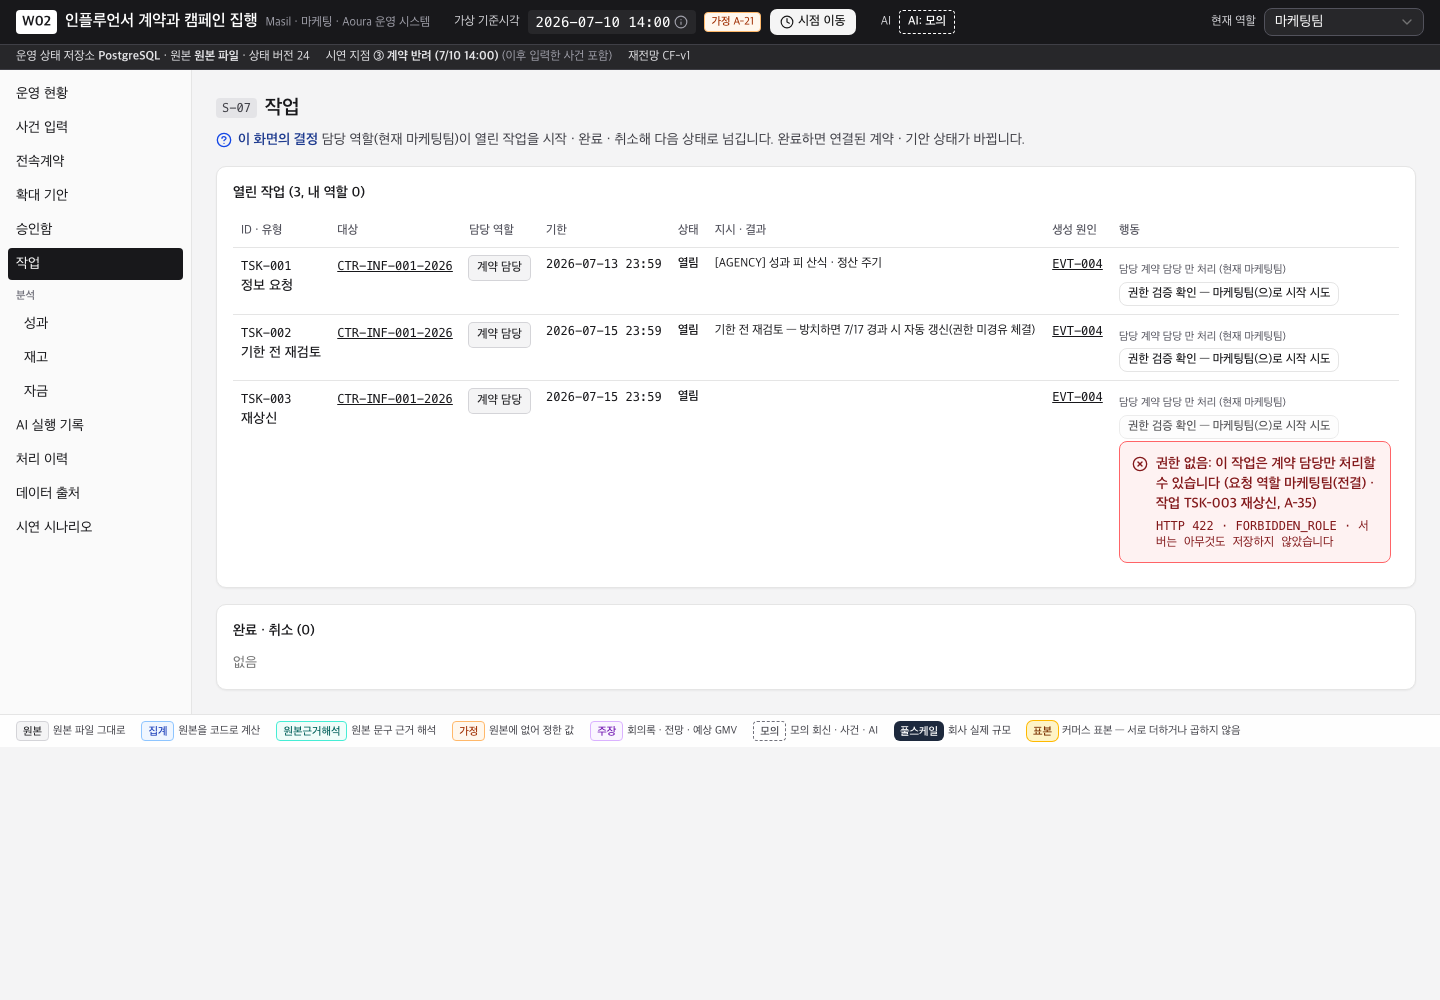 W02 인플루언서 계약과 캠페인 집행 Masil · 마케팅 · Aoura 운영 시스템 가상 기준시각 2026-07-10 14:00 가정 A-21 시점 이동 AI AI: 모의 현재 역할 마케팅팀
운영 상태 저장소 PostgreSQL · 원본 원본 파일 · 상태 버전 24 시연 지점 ③ 계약 반려 (7/10 14:00) (이후 입력한 사건 포함) 재전망 CF-v1
운영 현황
사건 입력
전속계약
확대 기안
승인함
작업
분석
성과
재고
자금
AI 실행 기록
처리 이력
데이터 출처
시연 시나리오
S-07 작업
이 화면의 결정 담당 역할(현재 마케팅팀)이 열린 작업을 시작 · 완료 · 취소해 다음 상태로 넘깁니다. 완료하면 연결된 계약 · 기안 상태가 바뀝니다.
열린 작업 (3, 내 역할 0)
ID · 유형 대상 담당 역할 기한 상태 지시 · 결과 생성 원인 행동
TSK-001 CTR-INF-001-2026 계약 담당 2026-07-13 23:59 열림 [AGENCY] 성과 피 산식 · 정산 주기 EVT-004 담당 계약 담당 만 처리 (현재 마케팅팀)
정보 요청 권한 검증 확인 — 마케팅팀(으)로 시작 시도
TSK-002 CTR-INF-001-2026 계약 담당 2026-07-15 23:59 열림 기한 전 재검토 — 방치하면 7/17 경과 시 자동 갱신(권한 미경유 체결) EVT-004 담당 계약 담당 만 처리 (현재 마케팅팀)
기한 전 재검토 권한 검증 확인 — 마케팅팀(으)로 시작 시도
TSK-003 CTR-INF-001-2026 계약 담당 2026-07-15 23:59 열림 EVT-004 담당 계약 담당 만 처리 (현재 마케팅팀)
재상신 권한 검증 확인 — 마케팅팀(으)로 시작 시도
권한 없음: 이 작업은 계약 담당만 처리할
수 있습니다 (요청 역할 마케팅팀(전결) ·
작업 TSK-003 재상신, A-35)
HTTP 422 · FORBIDDEN_ROLE · 서
버는 아무것도 저장하지 않았습니다
완료 · 취소 (0)
없음
원본 원본 파일 그대로 집계 원본을 코드로 계산 원본근거해석 원본 문구 근거 해석 가정 원본에 없어 정한 값 주장 회의록 · 전망 · 예상 GMV 모의 모의 회신 · 사건 · AI 풀스케일 회사 실제 규모 표본 커머스 표본 — 서로 더하거나 곱하지 않음